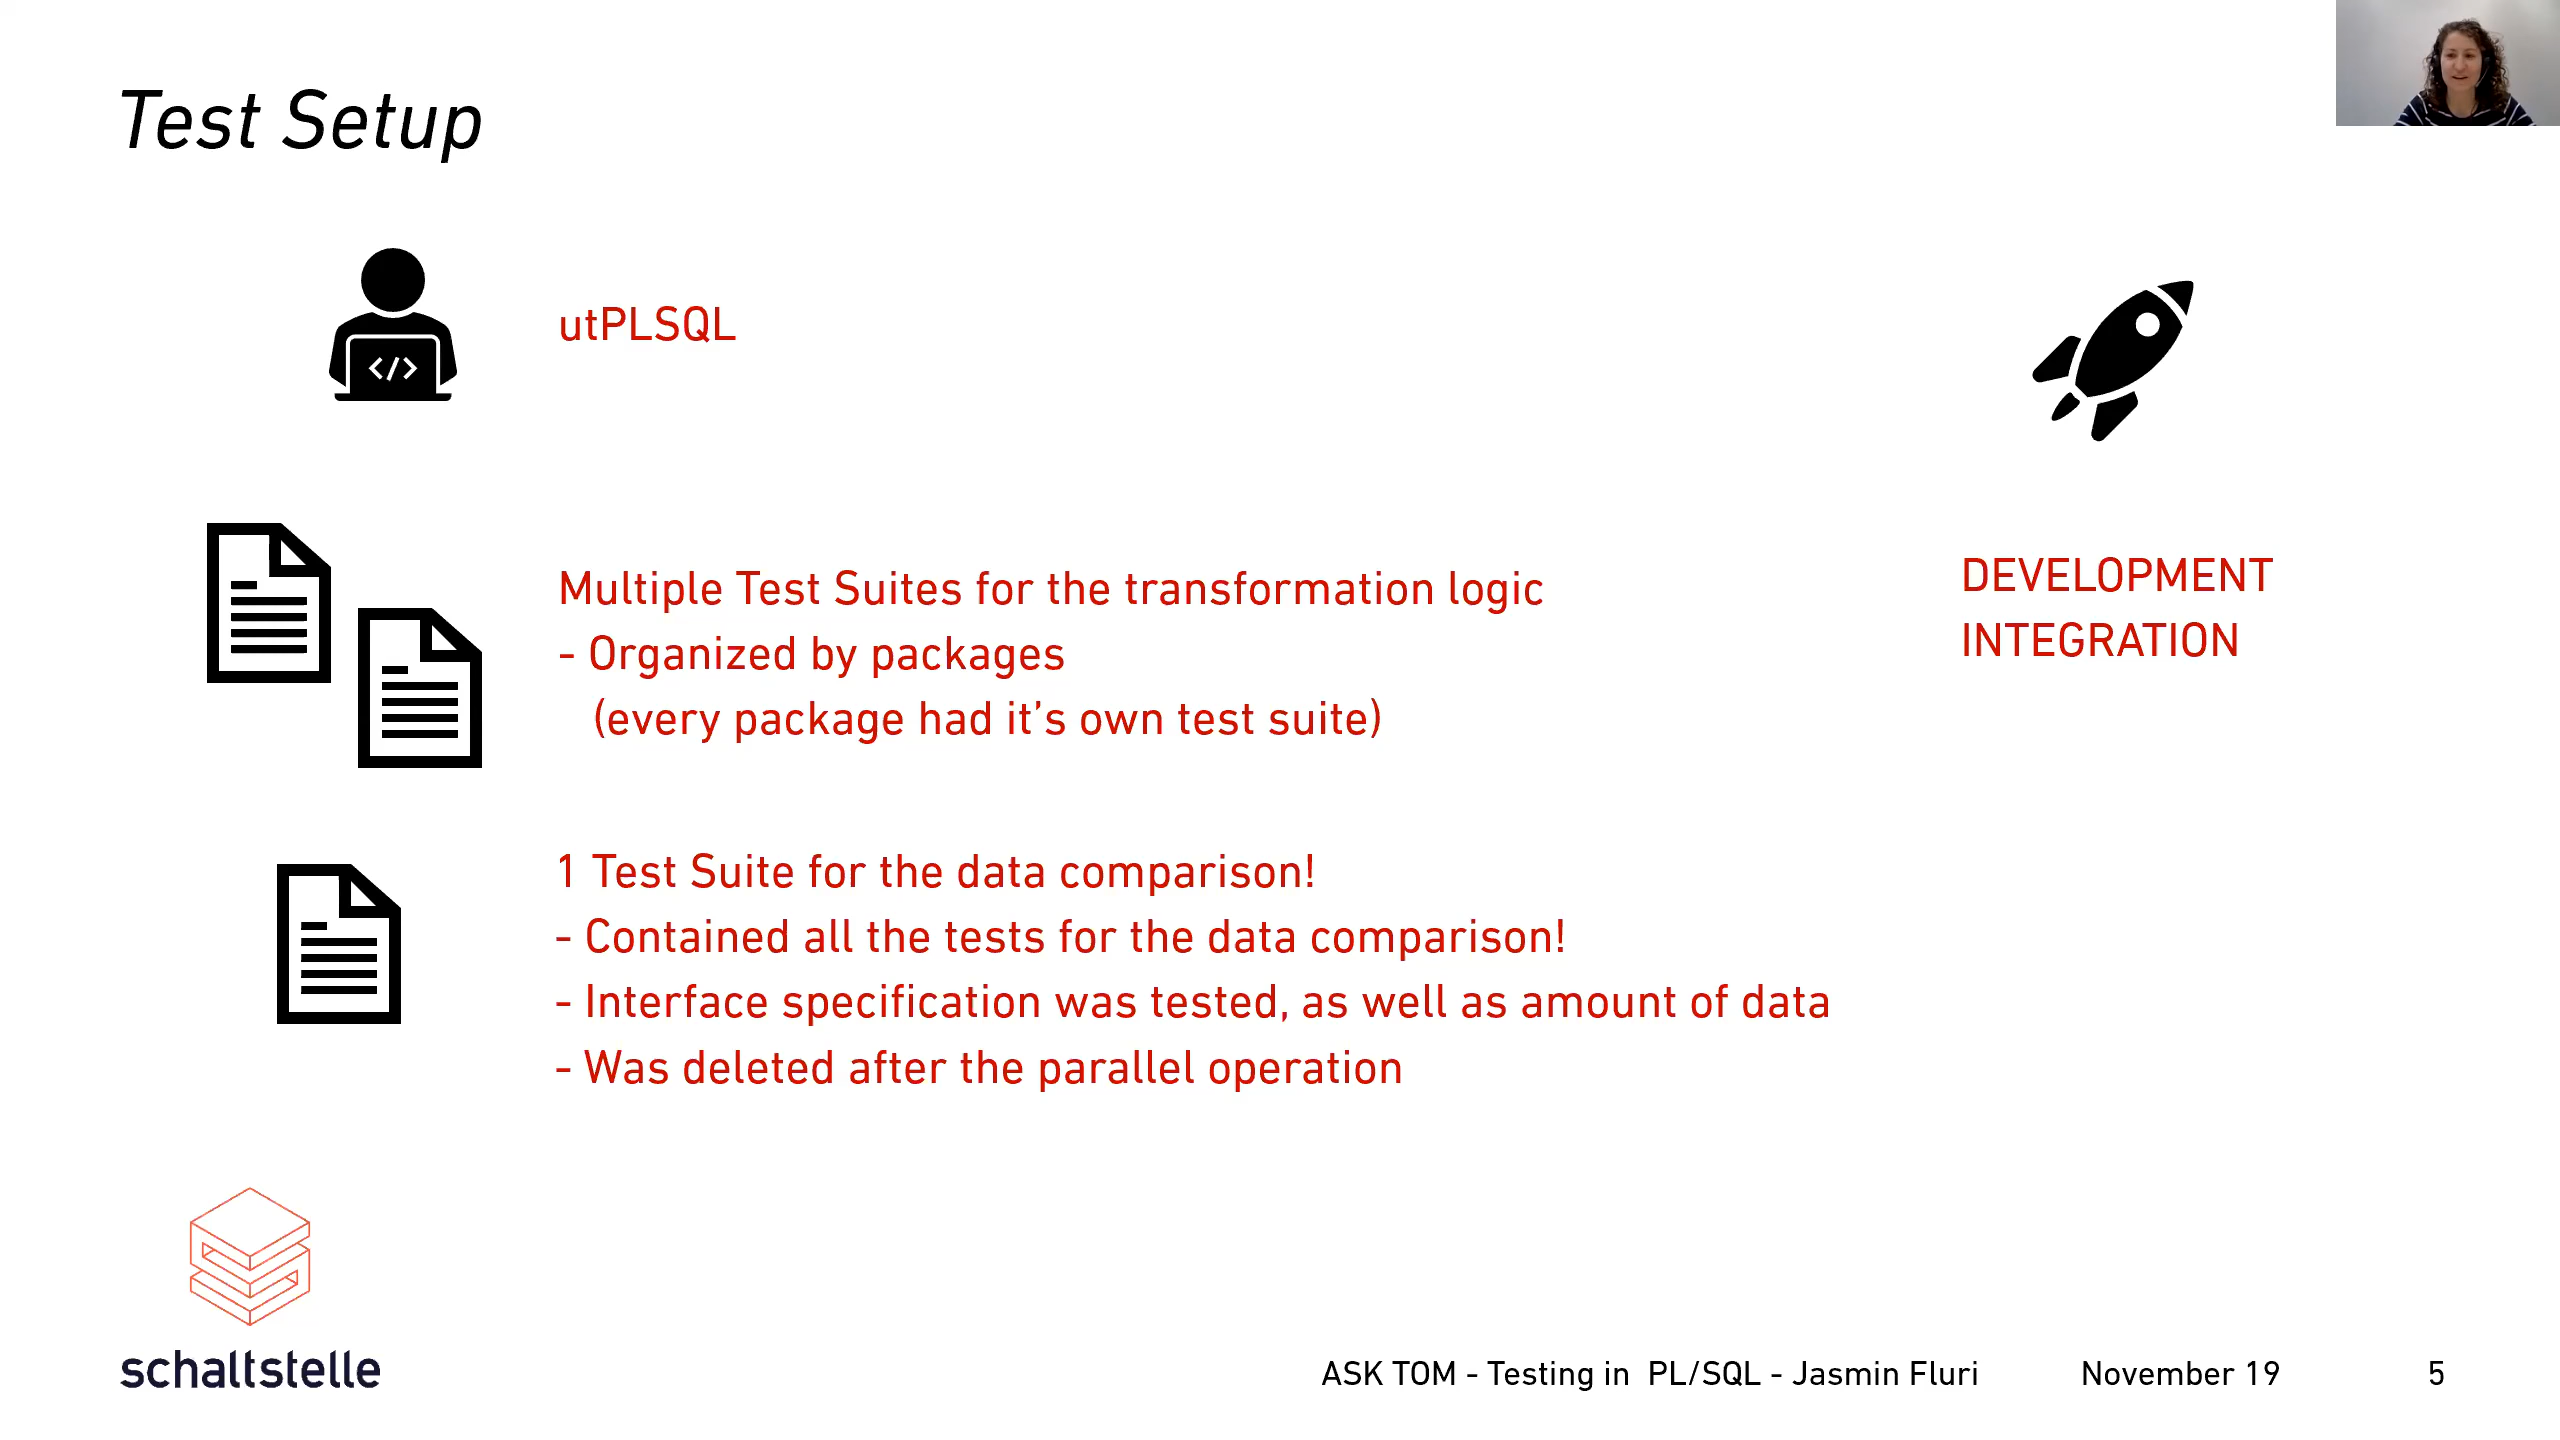 Test Setup
</>
utPLSQL
Multiple Test Suites for the transformation logic
- Organized by packages
(every package had it’s own test suite)
DEVELOPMENT
INTEGRATION
1 Test Suite for the data comparison!
- Contained all the tests for the data comparison!
- Interface specification was tested, as well as amount of data
- Was deleted after the parallel operation
schaltstelle
ASK TOM - Testing in PL/SQL - Jasmin Fluri November 19 5